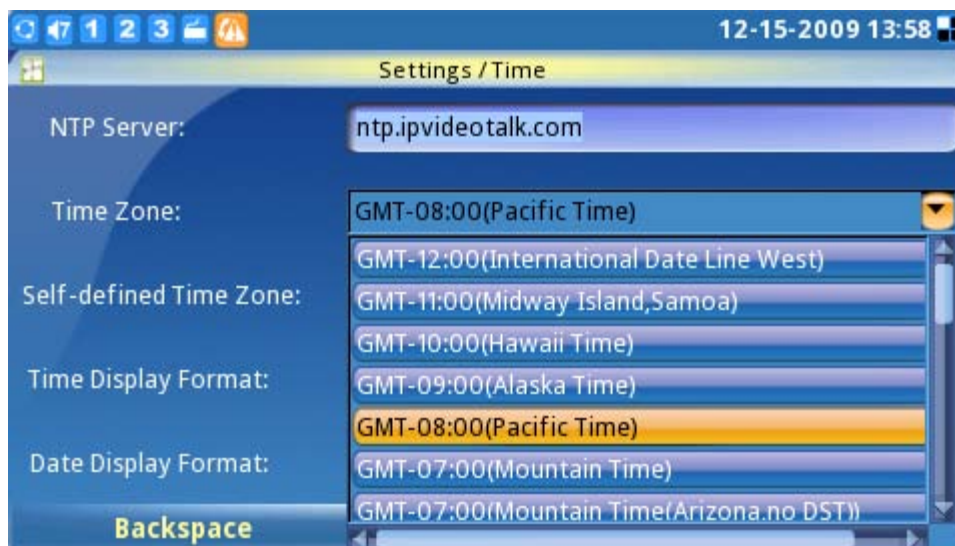 47 1 2 3 12-15-2009 13:58
Settings / Time
NTP Server: ntp.ipvideotalk.com
Time Zone: GMT-08:00(Pacific Time)
GMT-12:00(International Date Line West)
Self-defined Time Zone: GMT-11:00(Midway Island,Samoa)
GMT-10:00(Hawaii Time)
Time Display Format: GMT-09:00(Alaska Time)
GMT-08:00(Pacific Time)
Date Display Format: GMT-07:00(Mountain Time)
GMT-07:00(Mountain Time(Arizona,no DST))
Backspace